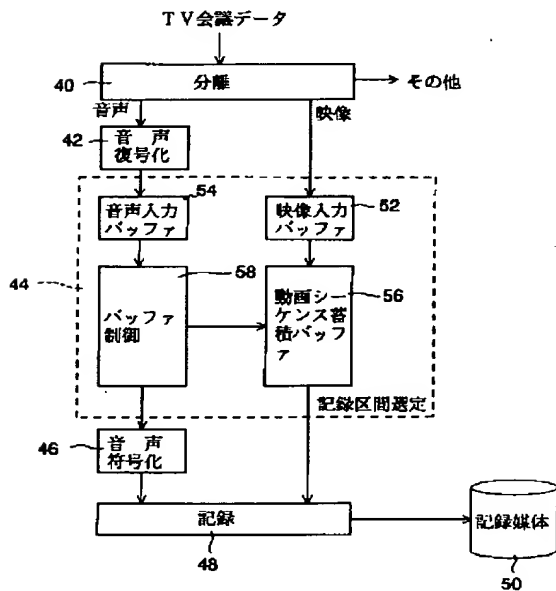 ＴＶ会議データ
40
分離
その他
音声
映像
42
音　声
復号化
54
音声入力
バッファ
映像入力
バッファ
52
44
58
バッファ
制御
動画シー
ケンス蓄
積バッフ
ァ
56
記録区間選定
46
音　声
符号化
記録
48
記録媒体
50